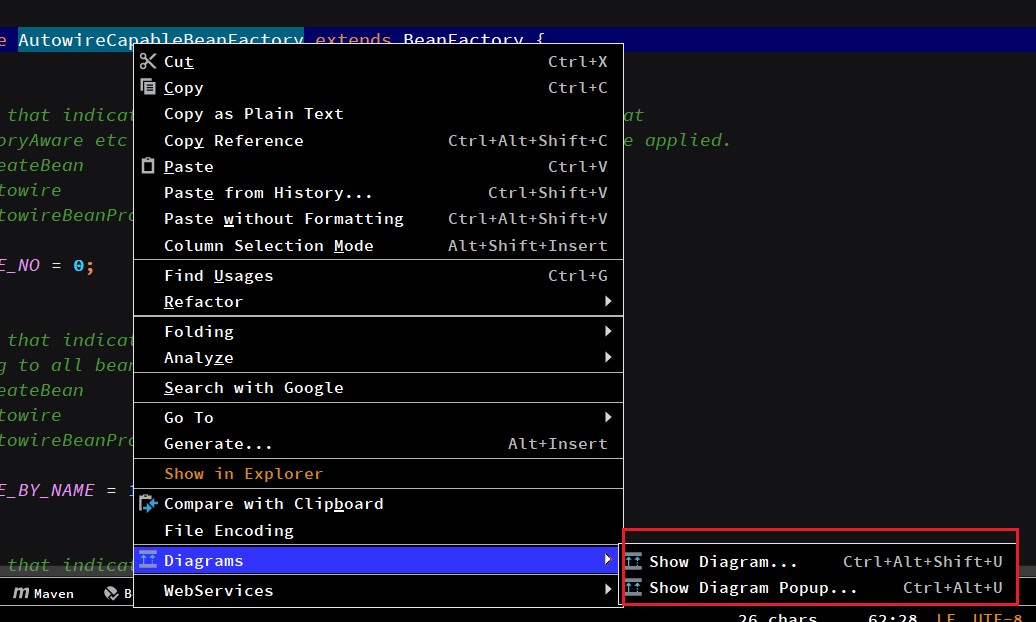 e AutowireCapableBeanFactory extends BeanFactory {
Cut Ctrl+X
Copy Ctrl+C
that indicat at
Copy as Plain Text
oryAware etc e applied.
Copy Reference Ctrl+Alt+Shift+C
eateBean
Paste Ctrl+V
towire
Paste from History... Ctrl+Shift+V
towireBeanPro
Paste without Formatting Ctrl+Alt+Shift+V
Column Selection Mode Alt+Shift+Insert
E_NO = 0;
Find Usages Ctrl+G
Refactor
that indicat
Folding
g to all bear
Analyze
eateBean
Search with Google
towire
Go To
towireBeanPro
Generate... Alt+Insert
Show in Explorer
E_BY_NAME = 1
Compare with Clipboard
File Encoding
that indicat
Diagrams
Show Diagram... Ctrl+Alt+Shift+U
Show Diagram Popup... Ctrl+Alt+U
m Maven B
WebServices
26 chars 62:28 LF UTF-8